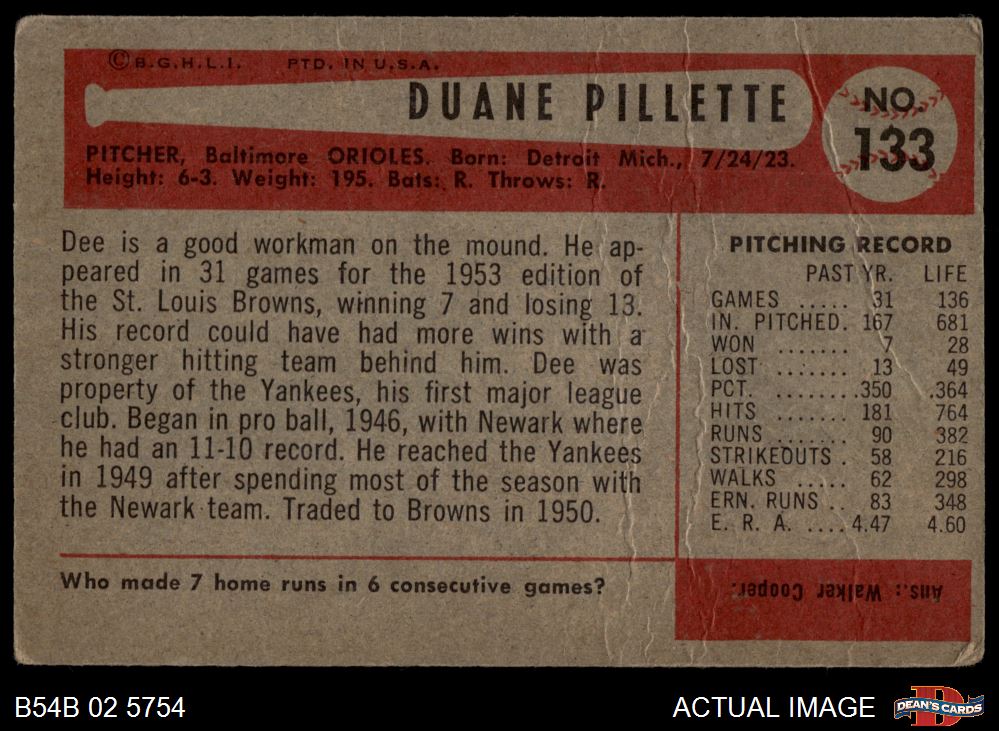 © B.G.H.L.I. PTD. IN U.S.A.
DUANE PILLETTE
NO.
133
PITCHER, Baltimore ORIOLES. Born: Detroit Mich., 7/24/23.
Height: 6-3. Weight: 195. Bats: R. Throws: R.
Dee is a good workman on the mound. He ap-
peared in 31 games for the 1953 edition of
the St. Louis Browns, winning 7 and losing 13.
His record could have had more wins with a
stronger hitting team behind him. Dee was
property of the Yankees, his first major league
club. Began in pro ball, 1946, with Newark where
he had an 11-10 record. He reached the Yankees
in 1949 after spending most of the season with
the Newark team. Traded to Browns in 1950.
PITCHING RECORD
PAST YR. LIFE
GAMES ..... 31 136
IN. PITCHED. 167 681
WON ....... 7 28
LOST ....... 13 49
PCT. ....... .350 .364
HITS ....... 181 764
RUNS ....... 90 382
STRIKEOUTS . 58 216
WALKS ..... 62 298
ERN. RUNS .. 83 348
E. R. A. .... 4.47 4.60
Who made 7 home runs in 6 consecutive games?
Ans.: Walker Cooper.
B54B 02 5754
ACTUAL IMAGE
D
DEAN'S CARDS